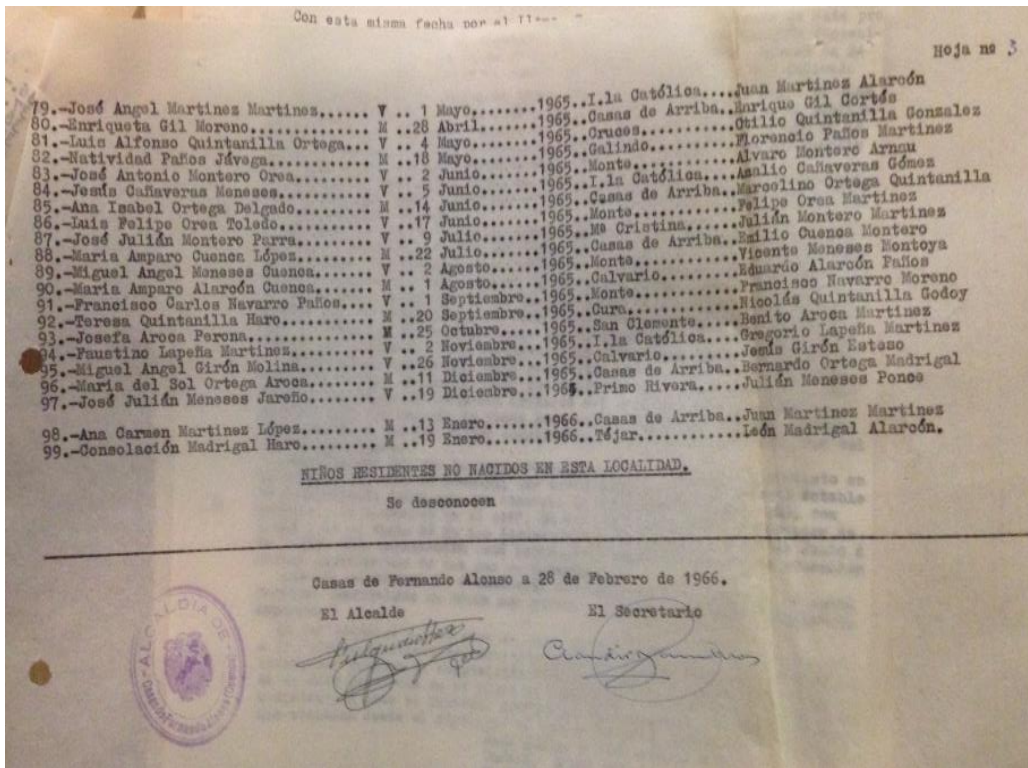 Con esta misma fecha por el
Hoja nº 3
79.-José Angel Martinez Martinez...... V .. 1 Mayo........1965..I.la Católica....Juan Martinez Alarcón
80.-Enriqueta Gil Moreno.............. M ..28 Abril.......1965..Casas de Arriba..Enrique Gil Cortés
81.-Luis Alfonso Quintanilla Ortega... V .. 4 Mayo........1965..Cruces...........Otilio Quintanilla Gonzalez
82.-Natividad Paños Jávega............ M ..18 Mayo........1965..Galindo..........Florencio Paños Martinez
83.-José Antonio Montero Orea......... V .. 2 Junio.......1965..Monte............Alvaro Montero Arnau
84.-Jesús Cañaveras Meneses........... V .. 5 Junio.......1965..I.la Católica....Amalio Cañaveras Gómez
85.-Ana Isabel Ortega Delgado......... M ..14 Junio.......1965..Casas de Arriba..Marcolino Ortega Quintanilla
86.-Luis Felipe Orea Toledo........... V ..17 Junio.......1965..Monte............Felipe Orea Martinez
87.-José Julián Montero Parra......... V .. 9 Julio.......1965..Mª Cristina......Julián Montero Martinez
88.-Maria Amparo Cuenca López......... M ..22 Julio.......1965..Casas de Arriba..Emilio Cuenca Montero
89.-Miguel Angel Meneses Cuenca....... V .. 2 Agosto......1965..Monte............Vicente Meneses Montoya
90.-Maria Amparo Alarcón Cuenca....... M .. 1 Agosto......1965..Calvario.........Eduardo Alarcón Paños
91.-Francisco Carlos Navarro Paños.... V .. 1 Septiembre..1965..Monte............Francisco Navarro Moreno
92.-Teresa Quintanilla Haro........... M ..20 Septiembre..1965..Cura.............Nicolás Quintanilla Godoy
93.-Josefa Aroca Perona............... M ..25 Octubre.....1965..San Clemente.....Benito Aroca Martinez
94.-Faustino Lapeña Martinez.......... V .. 2 Noviembre...1965..I.la Católica....Gregorio Lapeña Martinez
95.-Miguel Angel Girón Molina......... V ..26 Noviembre...1965..Calvario.........Jesús Girón Esteso
96.-Maria del Sol Ortega Aroca........ M ..11 Diciembre...1965..Casas de Arriba..Bernardo Ortega Madrigal
97.-José Julián Meneses Jareño........ V ..19 Diciembre...1965..Primo Rivera.....Julián Meneses Ponce
98.-Ana Carmen Martinez López......... M ..13 Enero.......1966..Casas de Arriba..Juan Martinez Martinez
99.-Consolación Madrigal Haro......... M ..19 Enero.......1966..Téjar............León Madrigal Alarcón.
NIÑOS RESIDENTES NO NACIDOS EN ESTA LOCALIDAD.
Se desconocen
Casas de Fernando Alonso a 28 de Febrero de 1966.
El Alcalde El Secretario
ALCALDIA DE
Casas de Fernando Alonso (Cuenca)